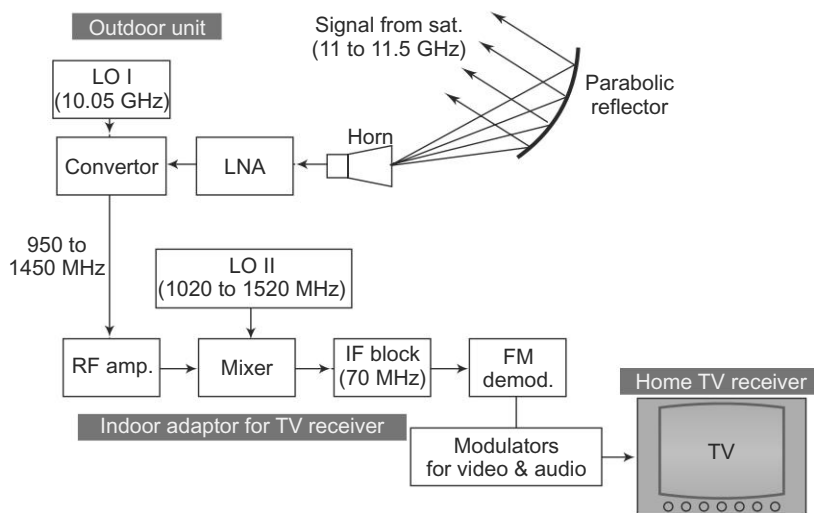 Outdoor unit
Signal from sat.
(11 to 11.5 GHz)
Parabolic
reflector
LO I
(10.05 GHz)
Horn
Convertor
LNA
950 to
1450 MHz
LO II
(1020 to 1520 MHz)
RF amp.
Mixer
IF block
(70 MHz)
FM
demod.
Home TV receiver
Indoor adaptor for TV receiver
Modulators
for video & audio
TV